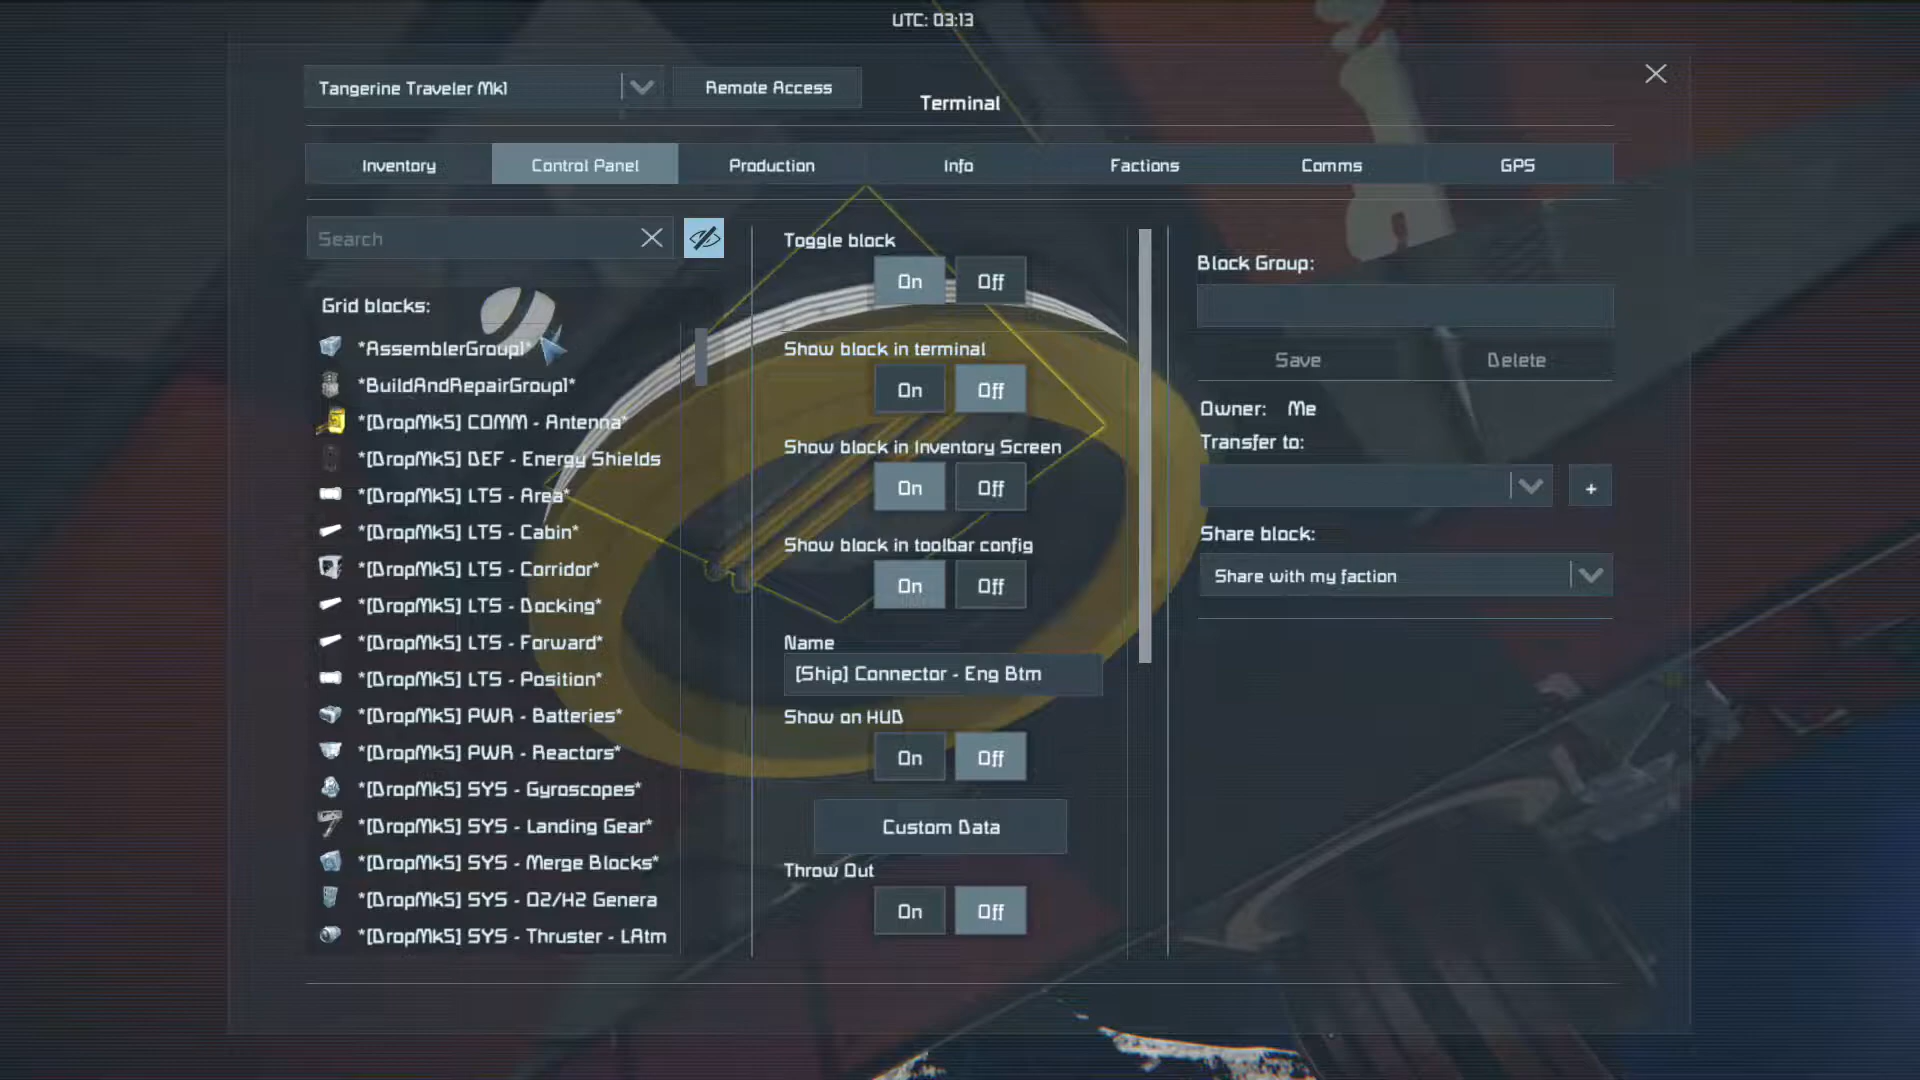 UTC: 03:13
Tangerine Traveler Mk1
Remote Access
Terminal
Inventory
Control Panel
Production
Info
Factions
Comms
GPS
Search
Grid blocks:
*AssemblerGroup1*
*BuildAndRepairGroup1*
*[DropMk5] COMM - Antenna*
*[DropMk5] DEF - Energy Shields
*[DropMk5] LTS - Area*
*[DropMk5] LTS - Cabin*
*[DropMk5] LTS - Corridor*
*[DropMk5] LTS - Docking*
*[DropMk5] LTS - Forward*
*[DropMk5] LTS - Position*
*[DropMk5] PWR - Batteries*
*[DropMk5] PWR - Reactors*
*[DropMk5] SYS - Gyroscopes*
*[DropMk5] SYS - Landing Gear*
*[DropMk5] SYS - Merge Blocks*
*[DropMk5] SYS - O2/H2 Genera
*[DropMk5] SYS - Thruster - LAtm
Toggle block
On Off
Show block in terminal
On Off
Show block in Inventory Screen
On Off
Show block in toolbar config
On Off
Name
[Ship] Connector - Eng Btm
Show on HUD
On Off
Custom Data
Throw Out
On Off
Block Group:
Save
Delete
Owner: Me
Transfer to:
+
Share block:
Share with my faction